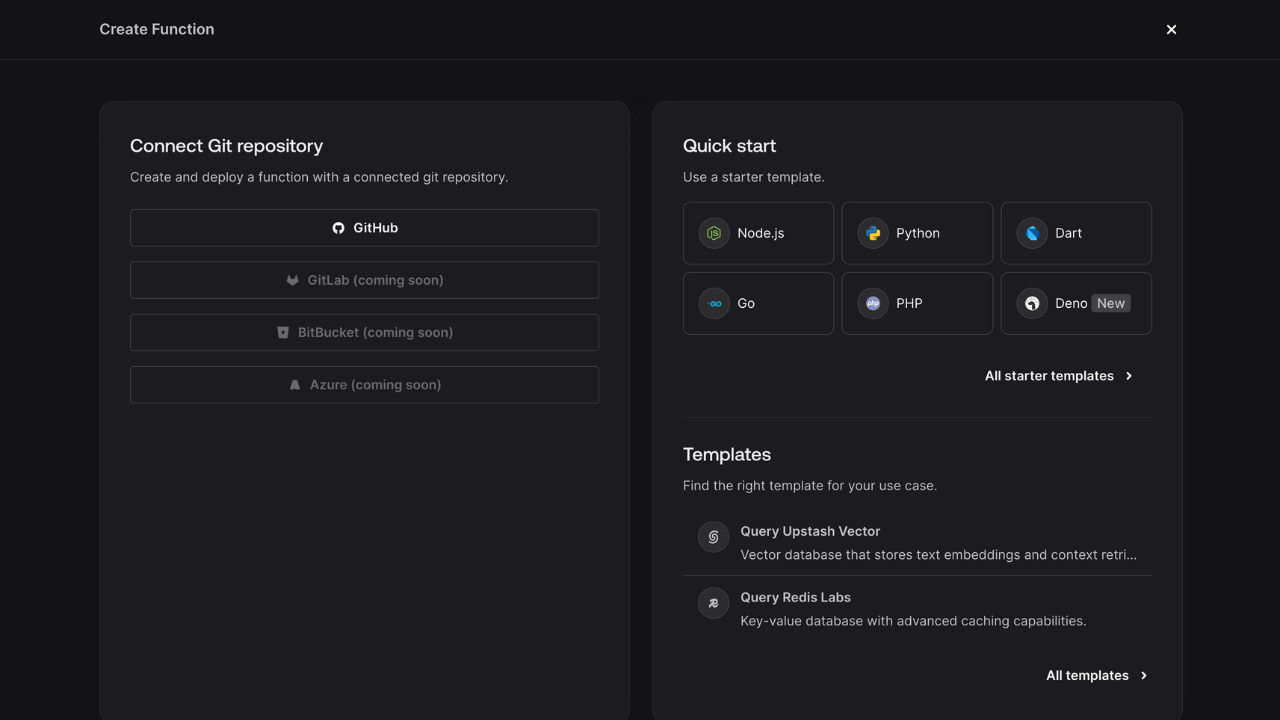 Create Function
Connect Git repository
Create and deploy a function with a connected git repository.
GitHub
GitLab (coming soon)
BitBucket (coming soon)
Azure (coming soon)
Quick start
Use a starter template.
Node.js
Python
Dart
Go
PHP
Deno New
All starter templates
Templates
Find the right template for your use case.
Query Upstash Vector
Vector database that stores text embeddings and context retri...
Query Redis Labs
Key-value database with advanced caching capabilities.
All templates